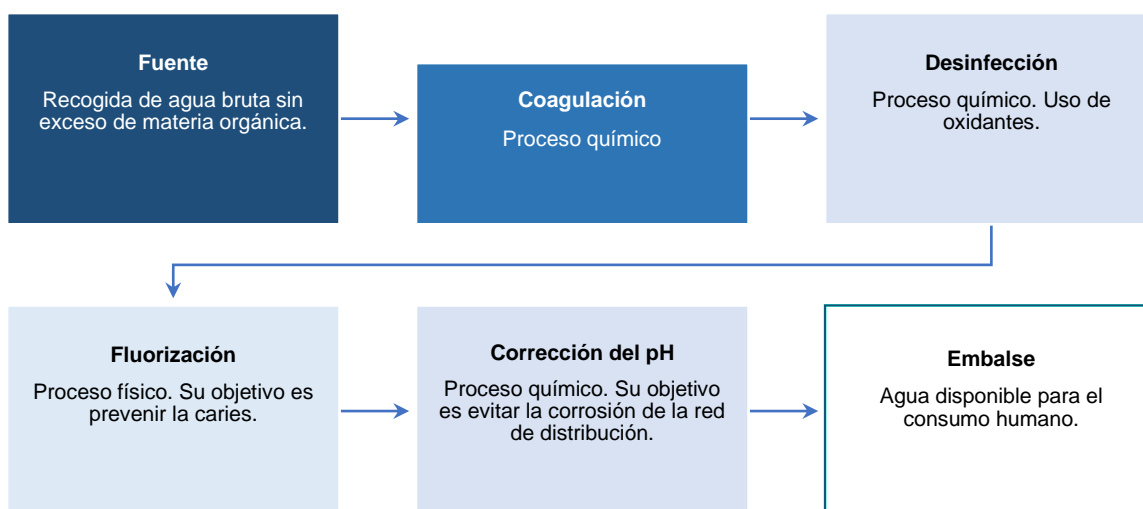 Fuente
Recogida de agua bruta sin
exceso de materia orgánica.
Coagulación
Proceso químico
Desinfección
Proceso químico. Uso de
oxidantes.
Fluorización
Proceso físico. Su objetivo es
prevenir la caries.
Corrección del pH
Proceso químico. Su objetivo
es evitar la corrosión de la red
de distribución.
Embalse
Agua disponible para el
consumo humano.